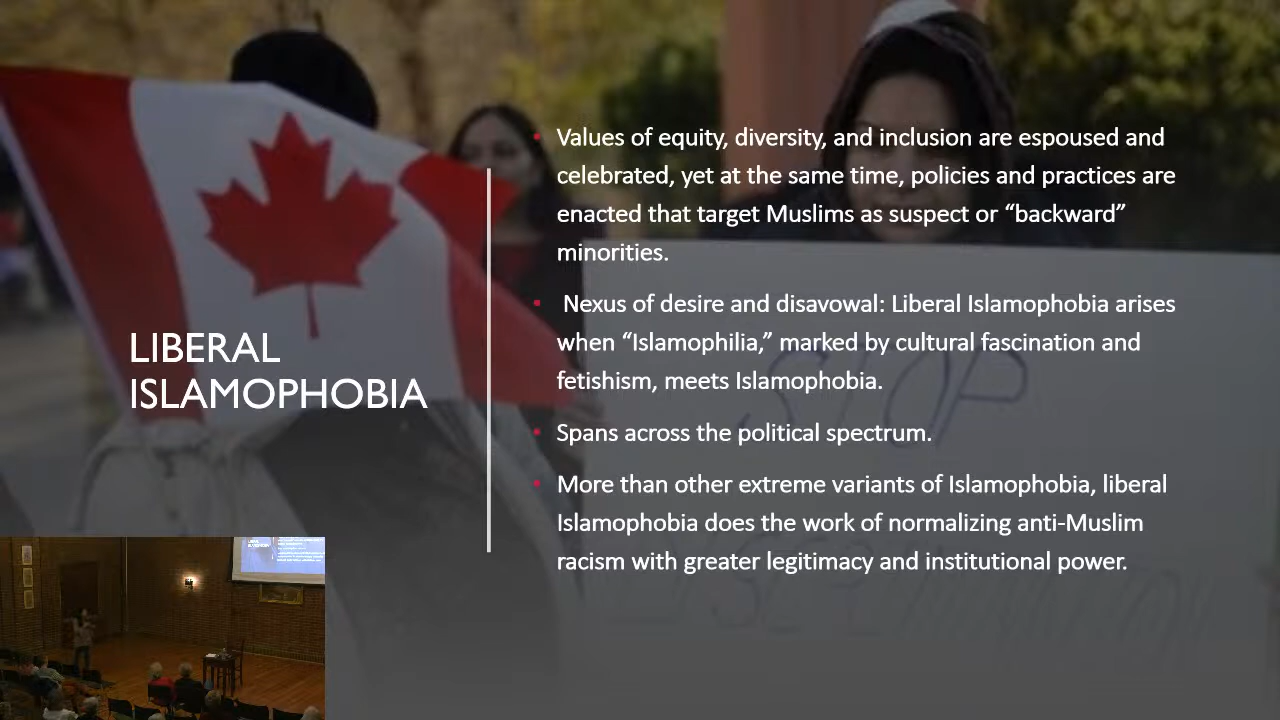 LIBERAL
ISLAMOPHOBIA
Values of equity, diversity, and inclusion are espoused and
celebrated, yet at the same time, policies and practices are
enacted that target Muslims as suspect or “backward”
minorities.
Nexus of desire and disavowal: Liberal Islamophobia arises
when “Islamophilia,” marked by cultural fascination and
fetishism, meets Islamophobia.
Spans across the political spectrum.
More than other extreme variants of Islamophobia, liberal
Islamophobia does the work of normalizing anti-Muslim
racism with greater legitimacy and institutional power.
STOP